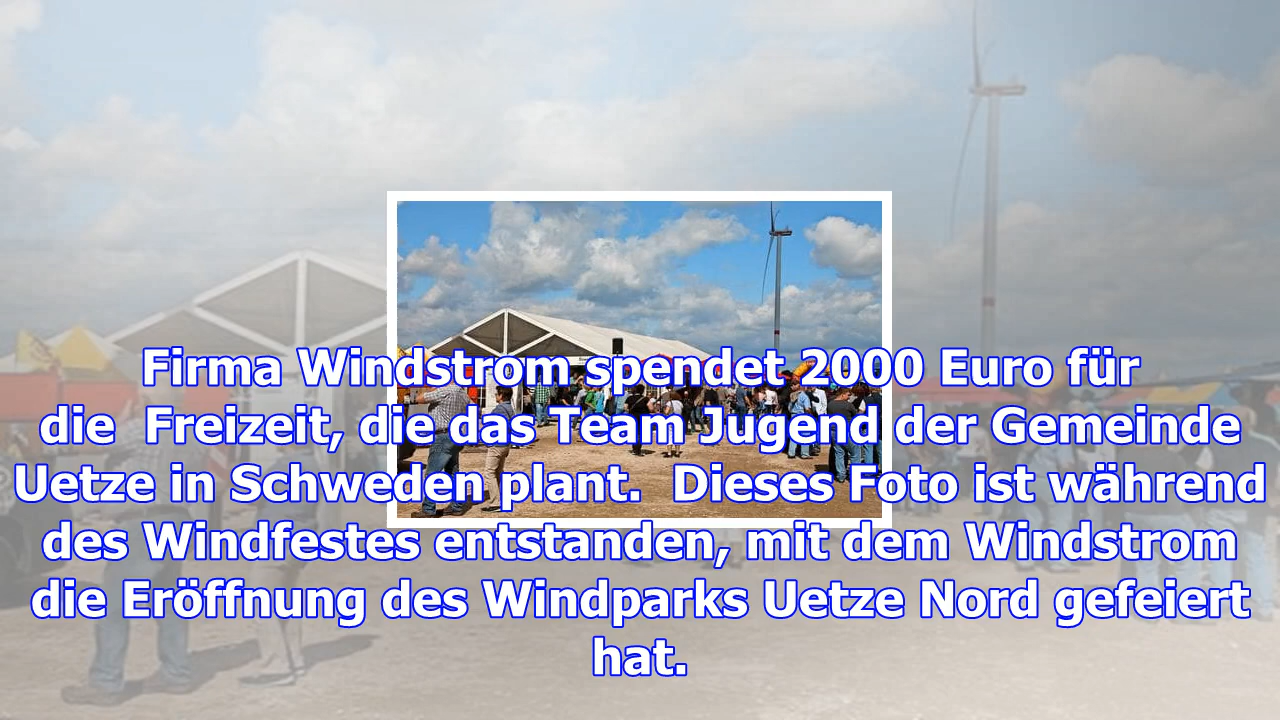 Firma Windstrom spendet 2000 Euro für
die  Freizeit, die das Team Jugend der Gemeinde
Uetze in Schweden plant.  Dieses Foto ist während
des Windfestes entstanden, mit dem Windstrom
die Eröffnung des Windparks Uetze Nord gefeiert
hat.